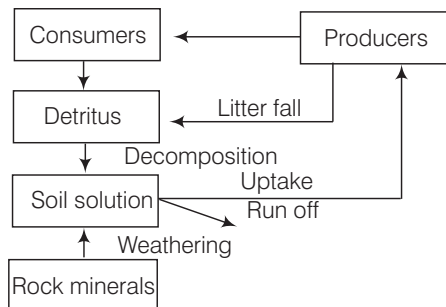 Consumers
Producers
Litter fall
Detritus
Decomposition
Uptake
Soil solution
Run off
Weathering
Rock minerals